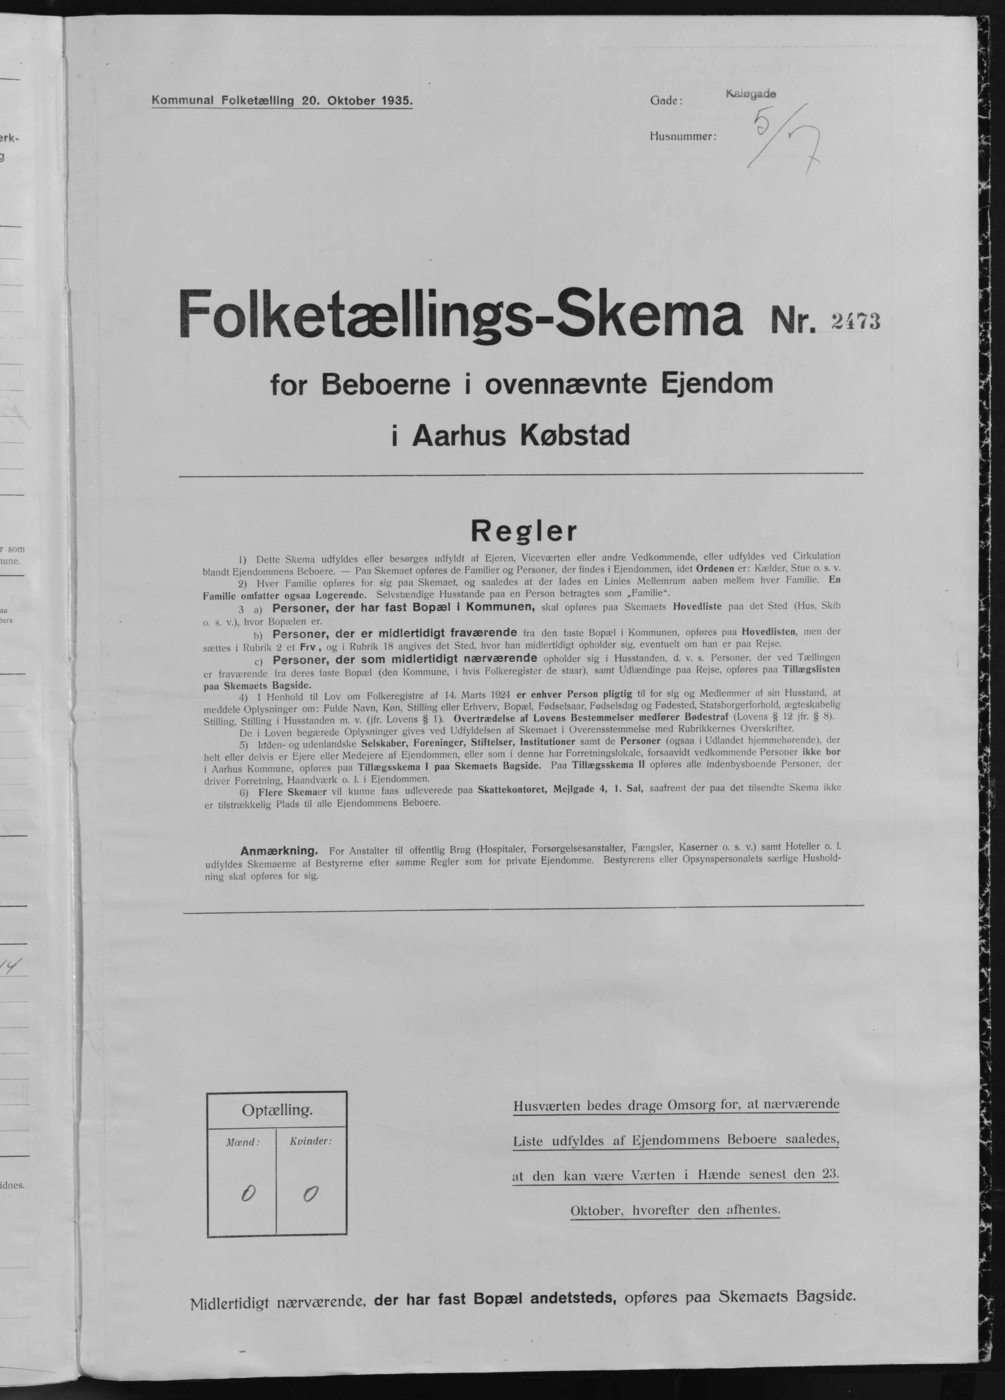 Kommunal Folketælling 20. Oktober 1935.
Gade: Kaisgade
Husnummer: 5/7
Folketællings-Skema Nr. 2473
for Beboerne i ovennævnte Ejendom
i Aarhus Købstad
Regler
1) Dette Skema udfyldes eller besørges udfyldt af Ejeren, Viceværten eller andre Vedkommende, eller udfyldes ved Cirkulation
blandt Ejendommens Beboere. — Paa Skemaet opføres de Familier og Personer, der findes i Ejendommen, idet Ordenen er: Kælder, Stue o. s. v.
2) Hver Familie opføres for sig paa Skemaet, og saaledes at der lades en Linies Mellemrum aaben mellem hver Familie. En
Familie omfatter ogsaa Logerende. Selvstændige Husstande paa en Person betragtes som „Familie“.
3 a) Personer, der har fast Bopæl i Kommunen, skal opføres paa Skemaets Hovedliste paa det Sted (Hus, Skib
o. s. v.), hvor Bopælen er.
b) Personer, der er midlertidigt fraværende fra den faste Bopæl i Kommunen, opføres paa Hovedlisten, men der
sættes i Rubrik 2 et Frv., og i Rubrik 18 angives det Sted, hvor han midlertidigt opholder sig, eventuelt om han er paa Rejse.
c) Personer, der som midlertidigt nærværende opholder sig i Husstanden, d. v. s. Personer, der ved Tællingen
er fraværende fra deres faste Bopæl (den Kommune, i hvis Folkeregister de staar), samt Udlændinge paa Rejse, opføres paa Tillægslisten
paa Skemaets Bagside.
4) I Henhold til Lov om Folkeregistre af 14. Marts 1924 er enhver Person pligtig til for sig og Medlemmer af sin Husstand, at
meddele Oplysninger om: Fulde Navn, Køn, Stilling eller Erhverv, Bopæl, Fødselsaar, Fødselsdag og Fødested, Statsborgerforhold, ægteskabelig
Stilling, Stilling i Husstanden m. v. (jfr. Lovens § 1). Overtrædelse af Lovens Bestemmelser medfører Bødestraf (Lovens § 12 jfr. § 8).
De i Loven begærede Oplysninger gives ved Udfyldelsen af Skemaet i Overensstemmelse med Rubrikkernes Overskrifter.
5) Inden- og udenlandske Selskaber, Foreninger, Stiftelser, Institutioner samt de Personer (ogsaa i Udlandet hjemmehørende), der
helt eller delvis er Ejere eller Medejere af Ejendommen, eller som i denne har Forretningslokale, forsaavidt vedkommende Personer ikke bor
i Aarhus Kommune, opføres paa Tillægsskema I paa Skemaets Bagside. Paa Tillægsskema II opføres alle indenbysboende Personer, der
driver Forretning, Haandværk o. l. i Ejendommen.
6) Flere Skemaer vil kunne faas udleverede paa Skattekontoret, Mejlgade 4, 1. Sal, saafremt der paa det tilsendte Skema ikke
er tilstrækkelig Plads til alle Ejendommens Beboere.
Anmærkning. For Anstalter til offentlig Brug (Hospitaler, Forsørgelsesanstalter, Fængsler, Kaserner o. s. v.) samt Hoteller o. l.
udfyldes Skemaerne af Bestyrerne efter samme Regler som for private Ejendomme. Bestyrerens eller Opsynspersonalets særlige Hushold-
ning skal opføres for sig.
Optælling.
Mænd: Kvinder:
0 0
Husværten bedes drage Omsorg for, at nærværende
Liste udfyldes af Ejendommens Beboere saaledes,
at den kan være Værten i Hænde senest den 23.
Oktober, hvorefter den afhentes.
Midlertidigt nærværende, der har fast Bopæl andetsteds, opføres paa Skemaets Bagside.